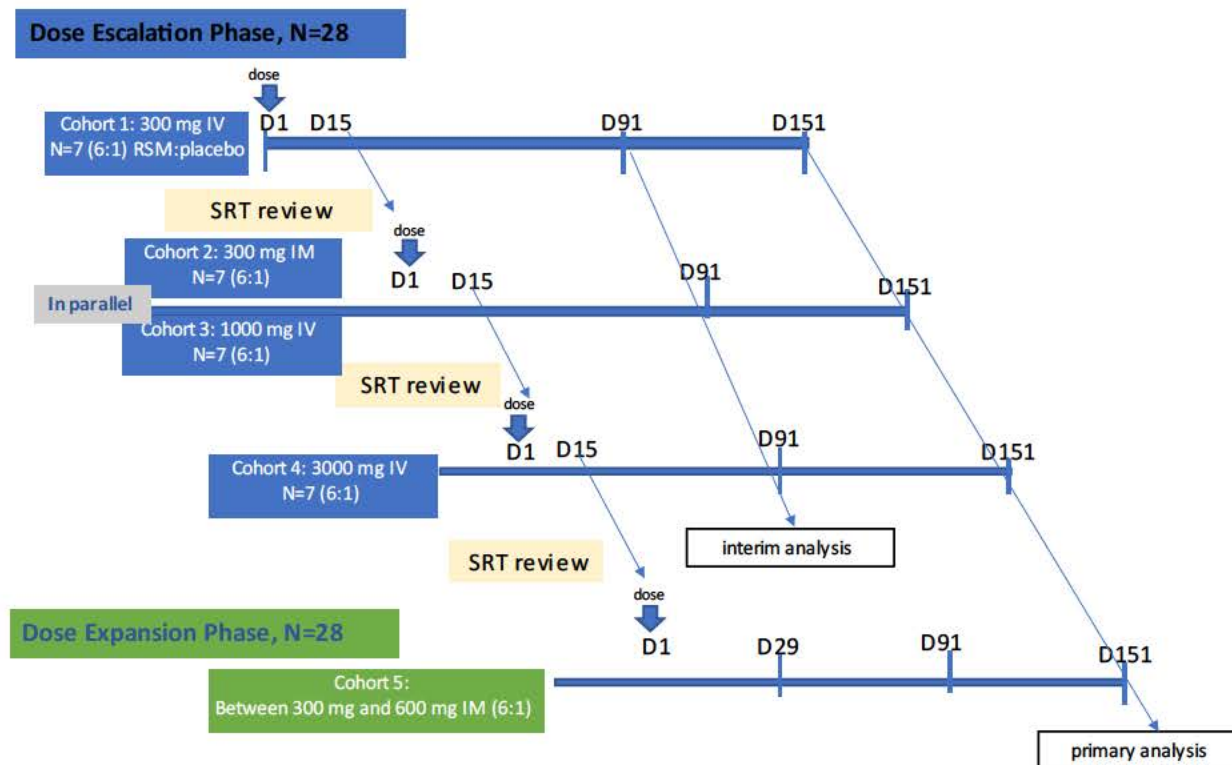 Dose Escalation Phase, N=28
dose
Cohort 1: 300 mg IV
N=7 (6:1) RSM:placebo
D1
D15
D91
D151
SRT review
dose
Cohort 2: 300 mg IM
N=7 (6:1)
D1
D15
D91
D151
In parallel
Cohort 3: 1000 mg IV
N=7 (6:1)
SRT review
dose
D1
D15
D91
D151
Cohort 4: 3000 mg IV
N=7 (6:1)
interim analysis
SRT review
dose
Dose Expansion Phase, N=28
D1
D29
D91
D151
Cohort 5:
Between 300 mg and 600 mg IM (6:1)
primary analysis